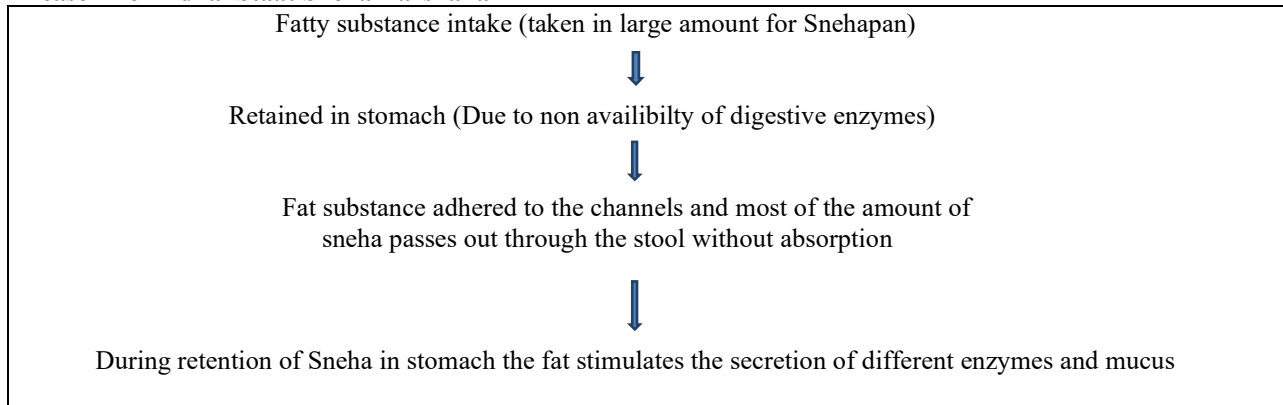 Fatty substance intake (taken in large amount for Snehapan)
Retained in stomach (Due to non availibilty of digestive enzymes)
Fat substance adhered to the channels and most of the amount of
sneha passes out through the stool without absorption
During retention of Sneha in stomach the fat stimulates the secretion of different enzymes and mucus